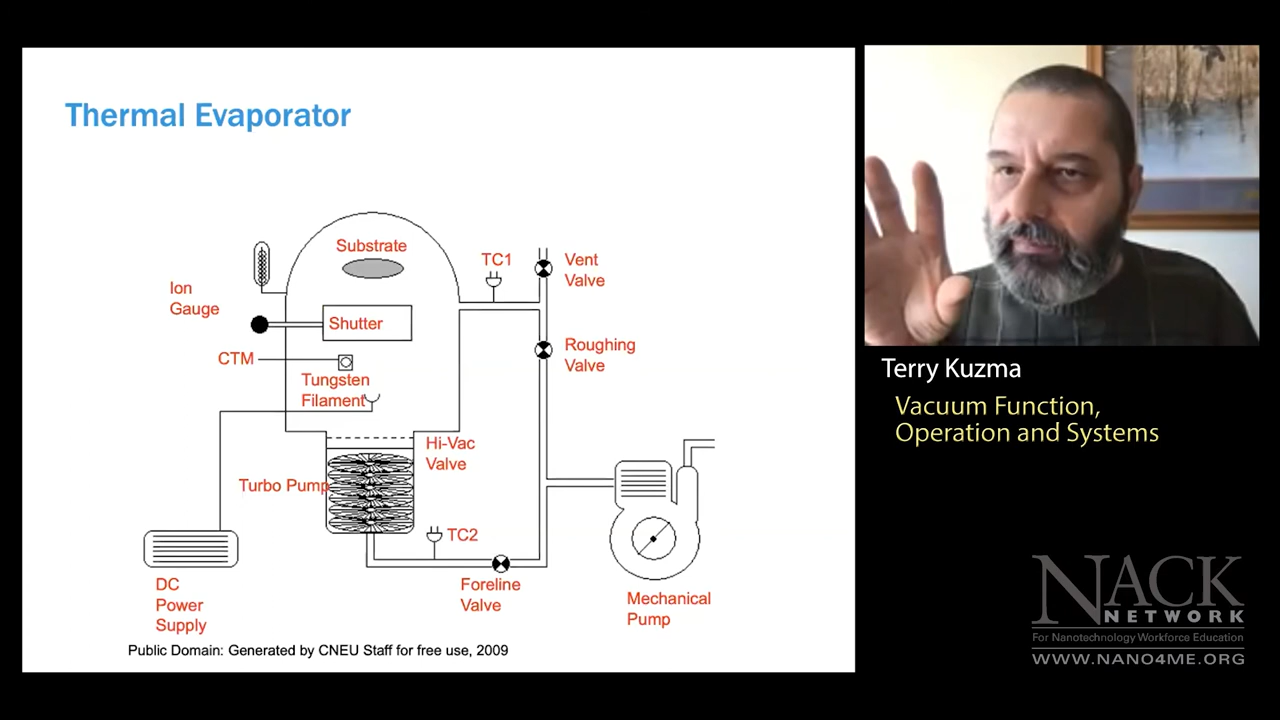 Thermal Evaporator
Substrate
TC1
Vent
Valve
Ion
Gauge
Shutter
Roughing
Valve
CTM
Tungsten
Filament
Hi-Vac
Valve
Turbo Pump
TC2
DC
Power
Supply
Foreline
Valve
Mechanical
Pump
Public Domain: Generated by CNEU Staff for free use, 2009
Terry Kuzma
Vacuum Function,
Operation and Systems
NACK
NETWORK
For Nanotechnology Workforce Education
WWW.NANO4ME.ORG